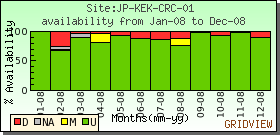 Site:JP-KEK-CRC-01
availability from Jan-08 to Dec-08
% Availability
100
50
0
01-08 02-08 03-08 04-08 05-08 06-08 07-08 08-08 09-08 10-08 11-08 12-08
Months(mm-yy)
D NA M U
GRIDVIEW